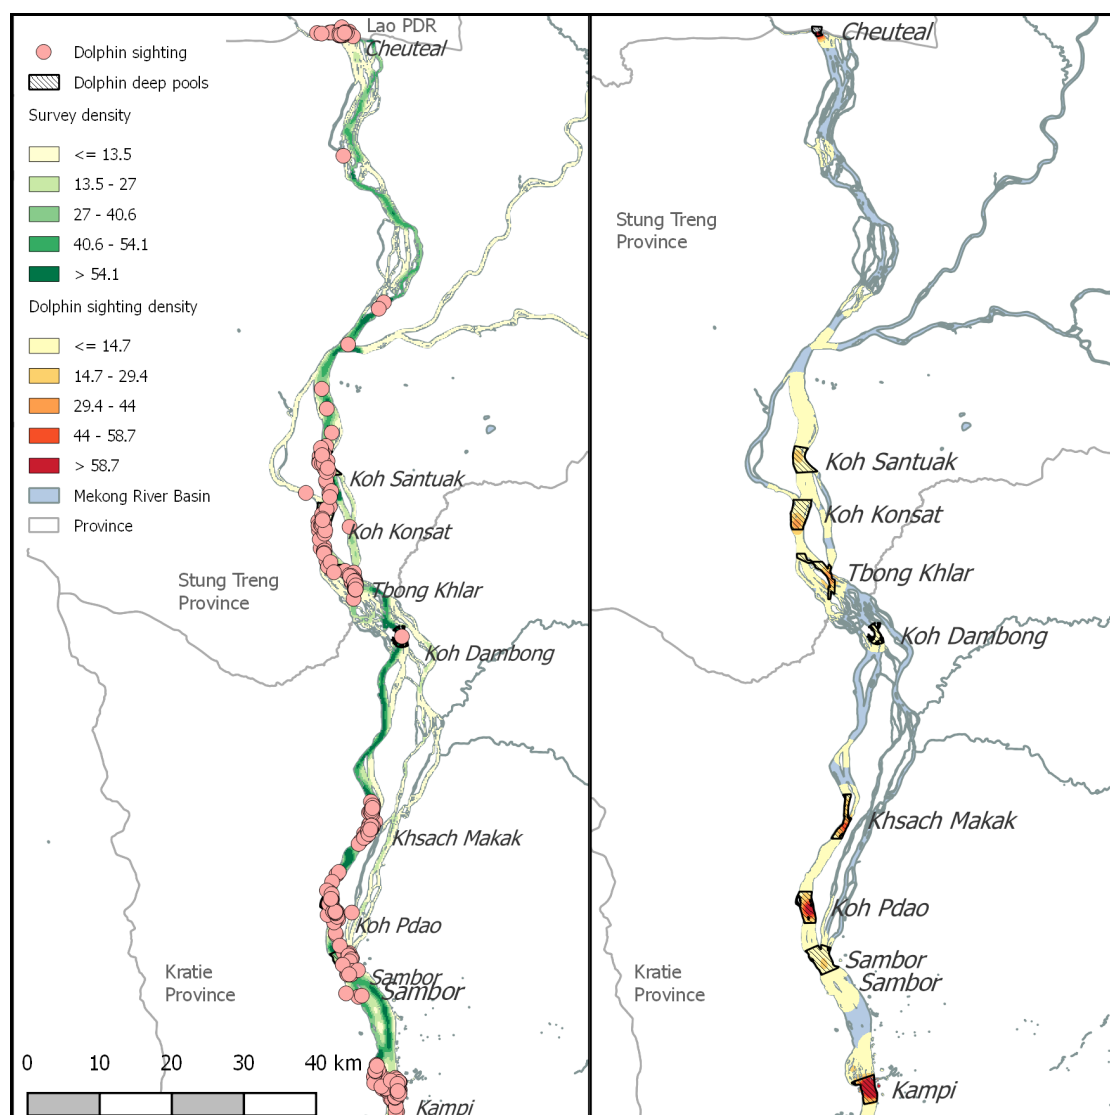 Lao PDR
Cheuteal
Dolphin sighting
Dolphin deep pools
Survey density
<= 13.5
13.5 - 27
27 - 40.6
40.6 - 54.1
> 54.1
Dolphin sighting density
<= 14.7
14.7 - 29.4
29.4 - 44
44 - 58.7
> 58.7
Mekong River Basin
Province
Koh Santuak
Koh Konsat
Stung Treng
Province
Tbong Khlar
Koh Dambong
Khsach Makak
Koh Pdao
Kratie
Province
Sambor
Sambor
0 10 20 30 40 km
Kampi
Cheuteal
Stung Treng
Province
Koh Santuak
Koh Konsat
Tbong Khlar
Koh Dambong
Khsach Makak
Koh Pdao
Kratie
Province
Sambor
Sambor
Kampi